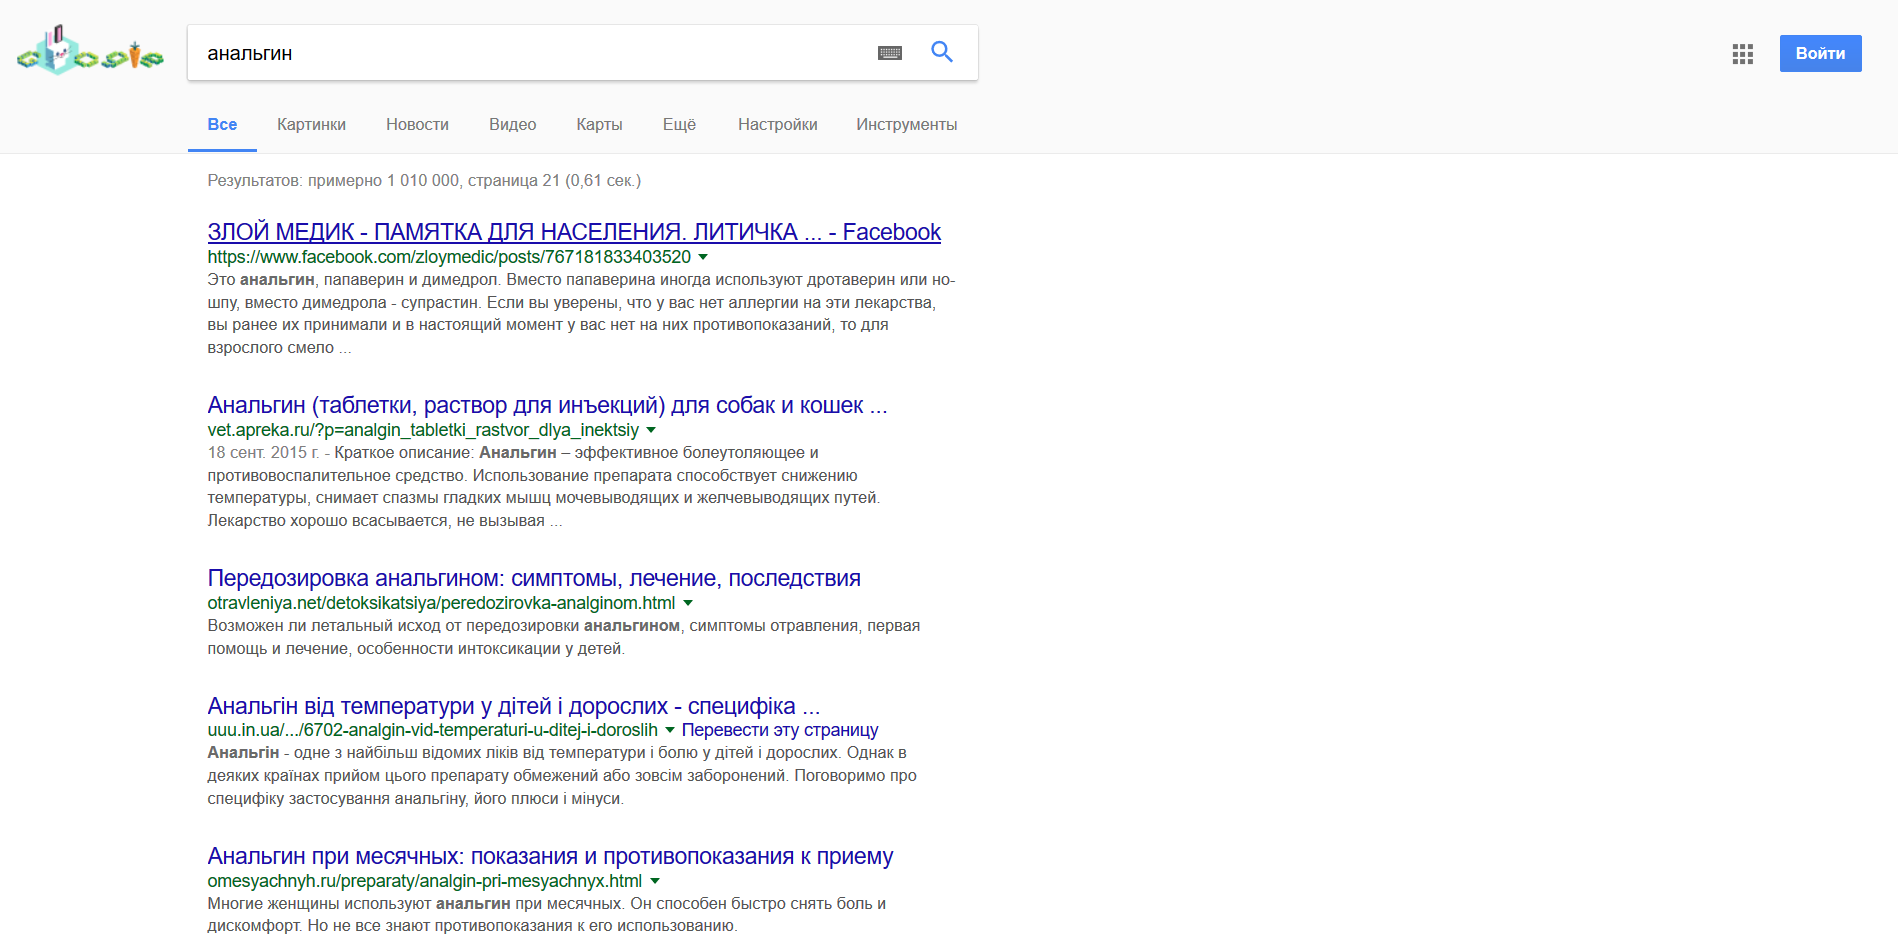 анальгин
Войти
Все Картинки Новости Видео Карты Ещё Настройки Инструменты
Результатов: примерно 1 010 000, страница 21 (0,61 сек.)
ЗЛОЙ МЕДИК - ПАМЯТКА ДЛЯ НАСЕЛЕНИЯ. ЛИТИЧКА ... - Facebook
https://www.facebook.com/zloymedic/posts/767181833403520
Это анальгин, папаверин и димедрол. Вместо папаверина иногда используют дротаверин или но-
шпу, вместо димедрола - супрастин. Если вы уверены, что у вас нет аллергии на эти лекарства,
вы ранее их принимали и в настоящий момент у вас нет на них противопоказаний, то для
взрослого смело ...
Анальгин (таблетки, раствор для инъекций) для собак и кошек ...
vet.apreka.ru/?p=analgin_tabletki_rastvor_dlya_inektsiy
18 сент. 2015 г. - Краткое описание: Анальгин – эффективное болеутоляющее и
противовоспалительное средство. Использование препарата способствует снижению
температуры, снимает спазмы гладких мышц мочевыводящих и желчевыводящих путей.
Лекарство хорошо всасывается, не вызывая ...
Передозировка анальгином: симптомы, лечение, последствия
otravleniya.net/detoksikatsiya/peredozirovka-analginom.html
Возможен ли летальный исход от передозировки анальгином, симптомы отравления, первая
помощь и лечение, особенности интоксикации у детей.
Анальгін від температури у дітей і дорослих - специфіка ...
uuu.in.ua/.../6702-analgin-vid-temperaturi-u-ditej-i-doroslih Перевести эту страницу
Анальгін - одне з найбільш відомих ліків від температури і болю у дітей і дорослих. Однак в
деяких країнах прийом цього препарату обмежений або зовсім заборонений. Поговоримо про
специфіку застосування анальгіну, його плюси і мінуси.
Анальгин при месячных: показания и противопоказания к приему
omesyachnyh.ru/preparaty/analgin-pri-mesyachnyx.html
Многие женщины используют анальгин при месячных. Он способен быстро снять боль и
дискомфорт. Но не все знают противопоказания к его использованию.